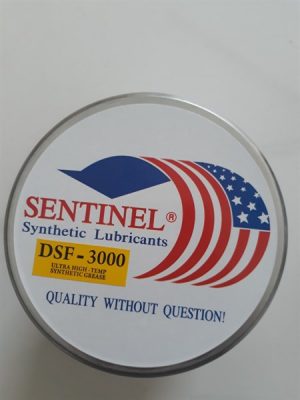 SENTINEL®
Synthetic Lubricants
DSF - 3000
ULTRA HIGH - TEMP
SYNTHETIC GREASE
QUALITY WITHOUT QUESTION!